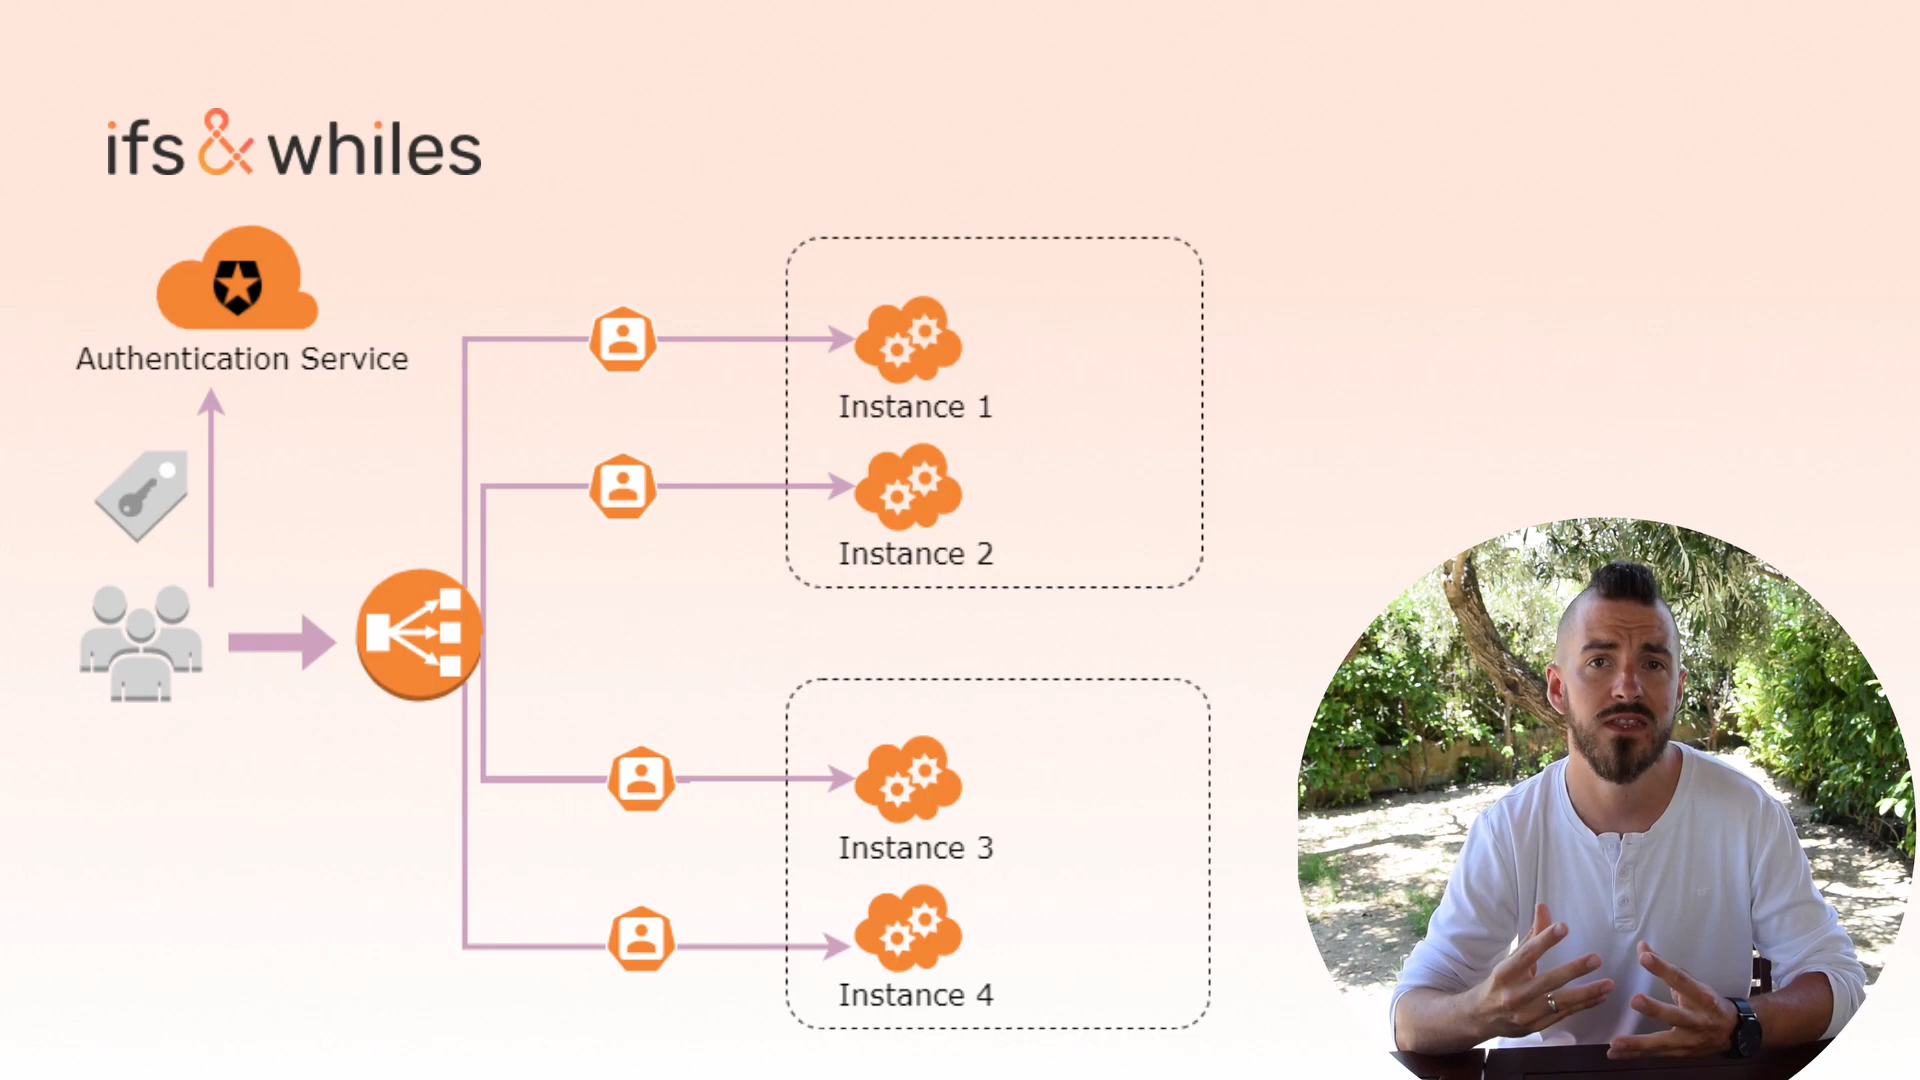 ifs & whiles
Authentication Service
Instance 1
Instance 2
Instance 3
Instance 4